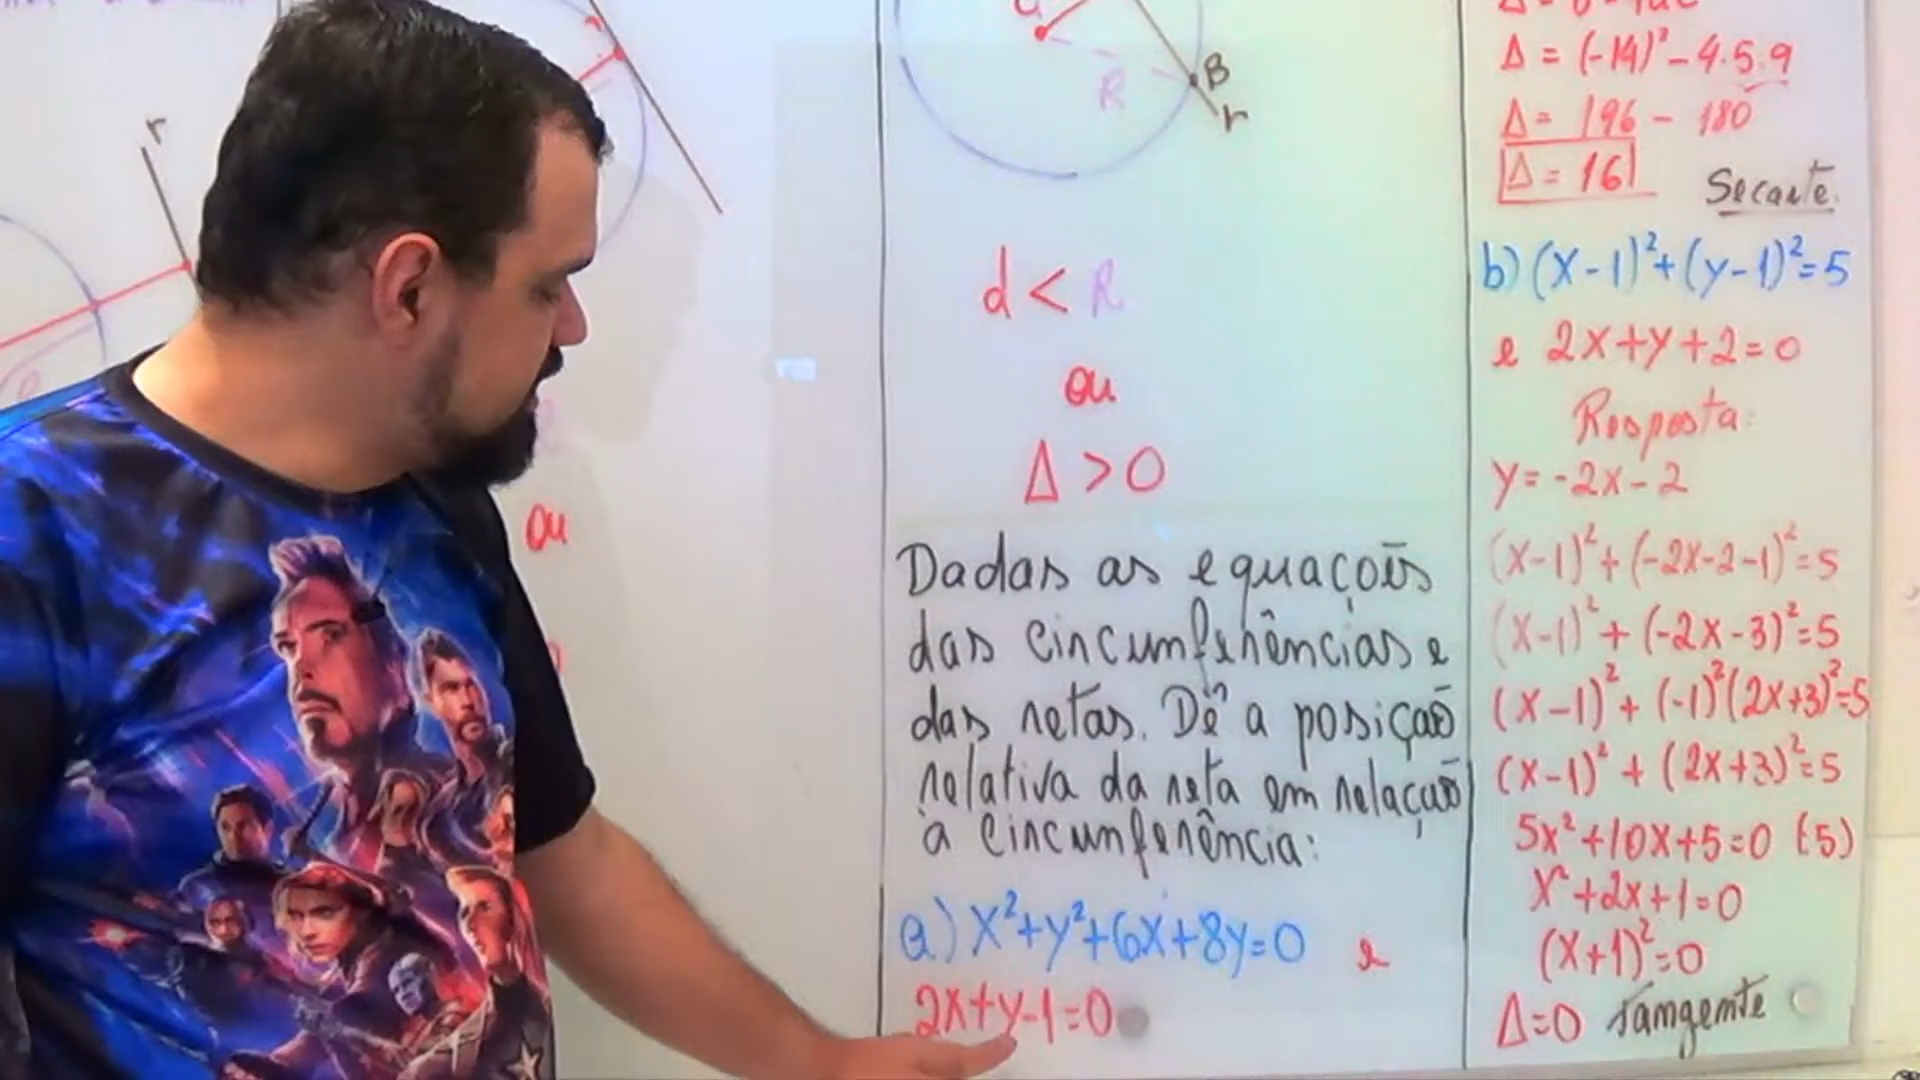 r
ou
G
R
B
r
d < R
ou
Δ > 0
Dadas as equações
das circunferências e
das retas. Dê a posição
relativa da reta em relação
a circunferência:
a) x²+y²+6x+8y=0 e
2x+y-1=0
Δ = (-14)² - 4.5.9
Δ = 196 - 180
Δ = 16 Secante.
b) (x-1)²+(y-1)²=5
e 2x+y+2=0
Resposta:
y=-2x-2
(x-1)²+(-2x-2-1)²=5
(x-1)²+(-2x-3)²=5
(x-1)²+(-1)²(2x+3)²=5
(x-1)²+(2x+3)²=5
5x²+10x+5=0 (:5)
x²+2x+1=0
(x+1)²=0
Δ=0 tangente